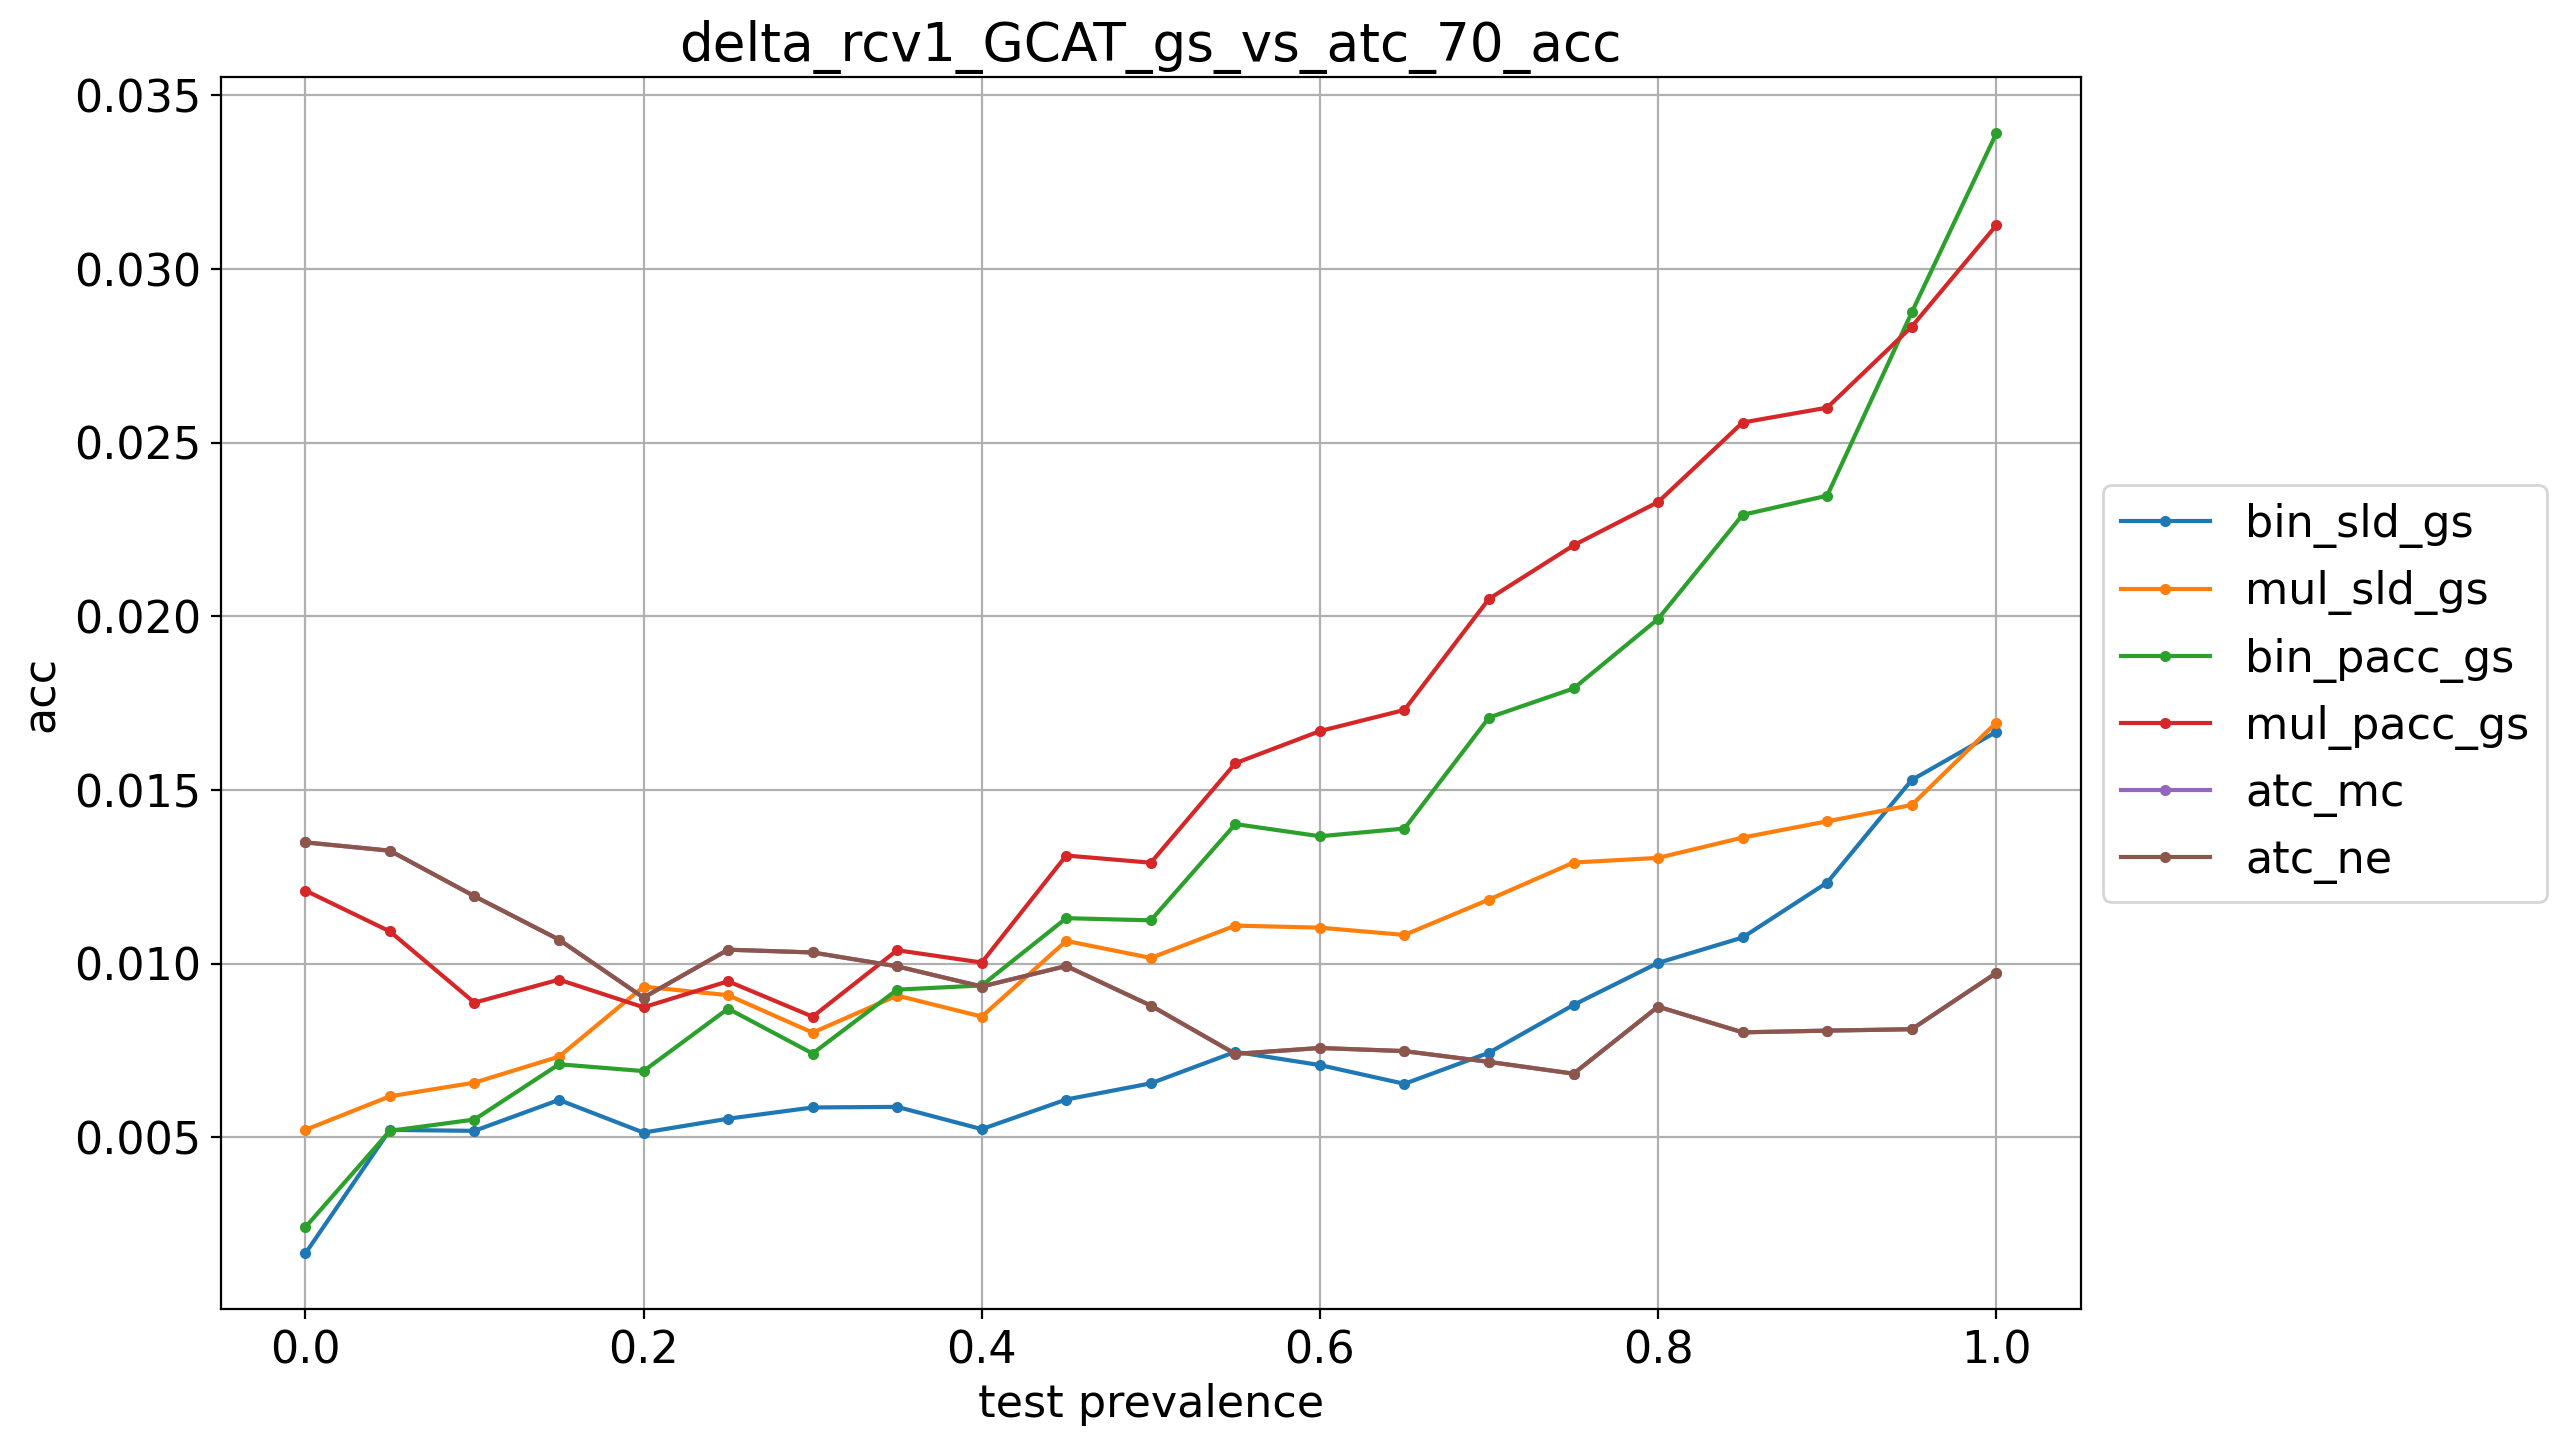 delta_rcv1_GCAT_gs_vs_atc_70_acc
0.035
0.030
0.025
0.020
0.015
0.010
0.005
acc
0.0 0.2 0.4 0.6 0.8 1.0
test prevalence
bin_sld_gs
mul_sld_gs
bin_pacc_gs
mul_pacc_gs
atc_mc
atc_ne